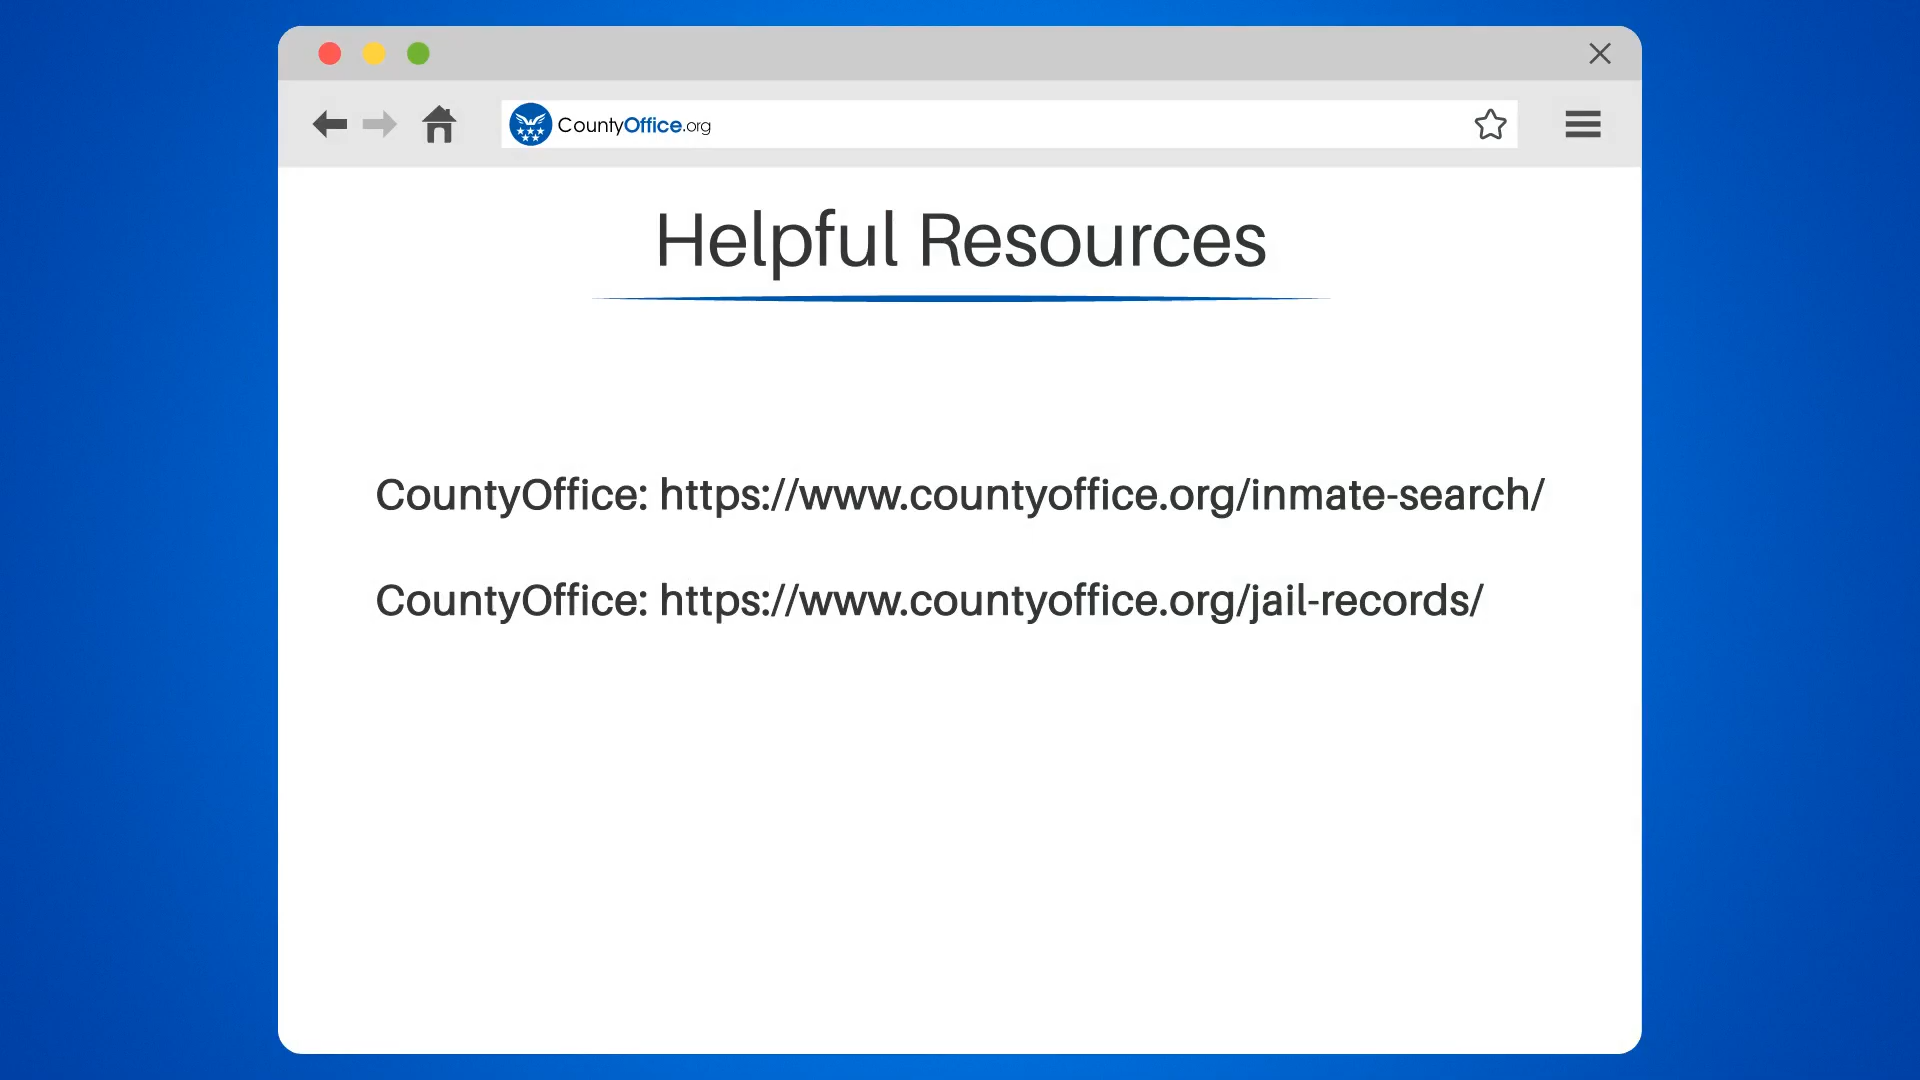 CountyOffice.org
Helpful Resources
CountyOffice: https://www.countyoffice.org/inmate-search/
CountyOffice: https://www.countyoffice.org/jail-records/